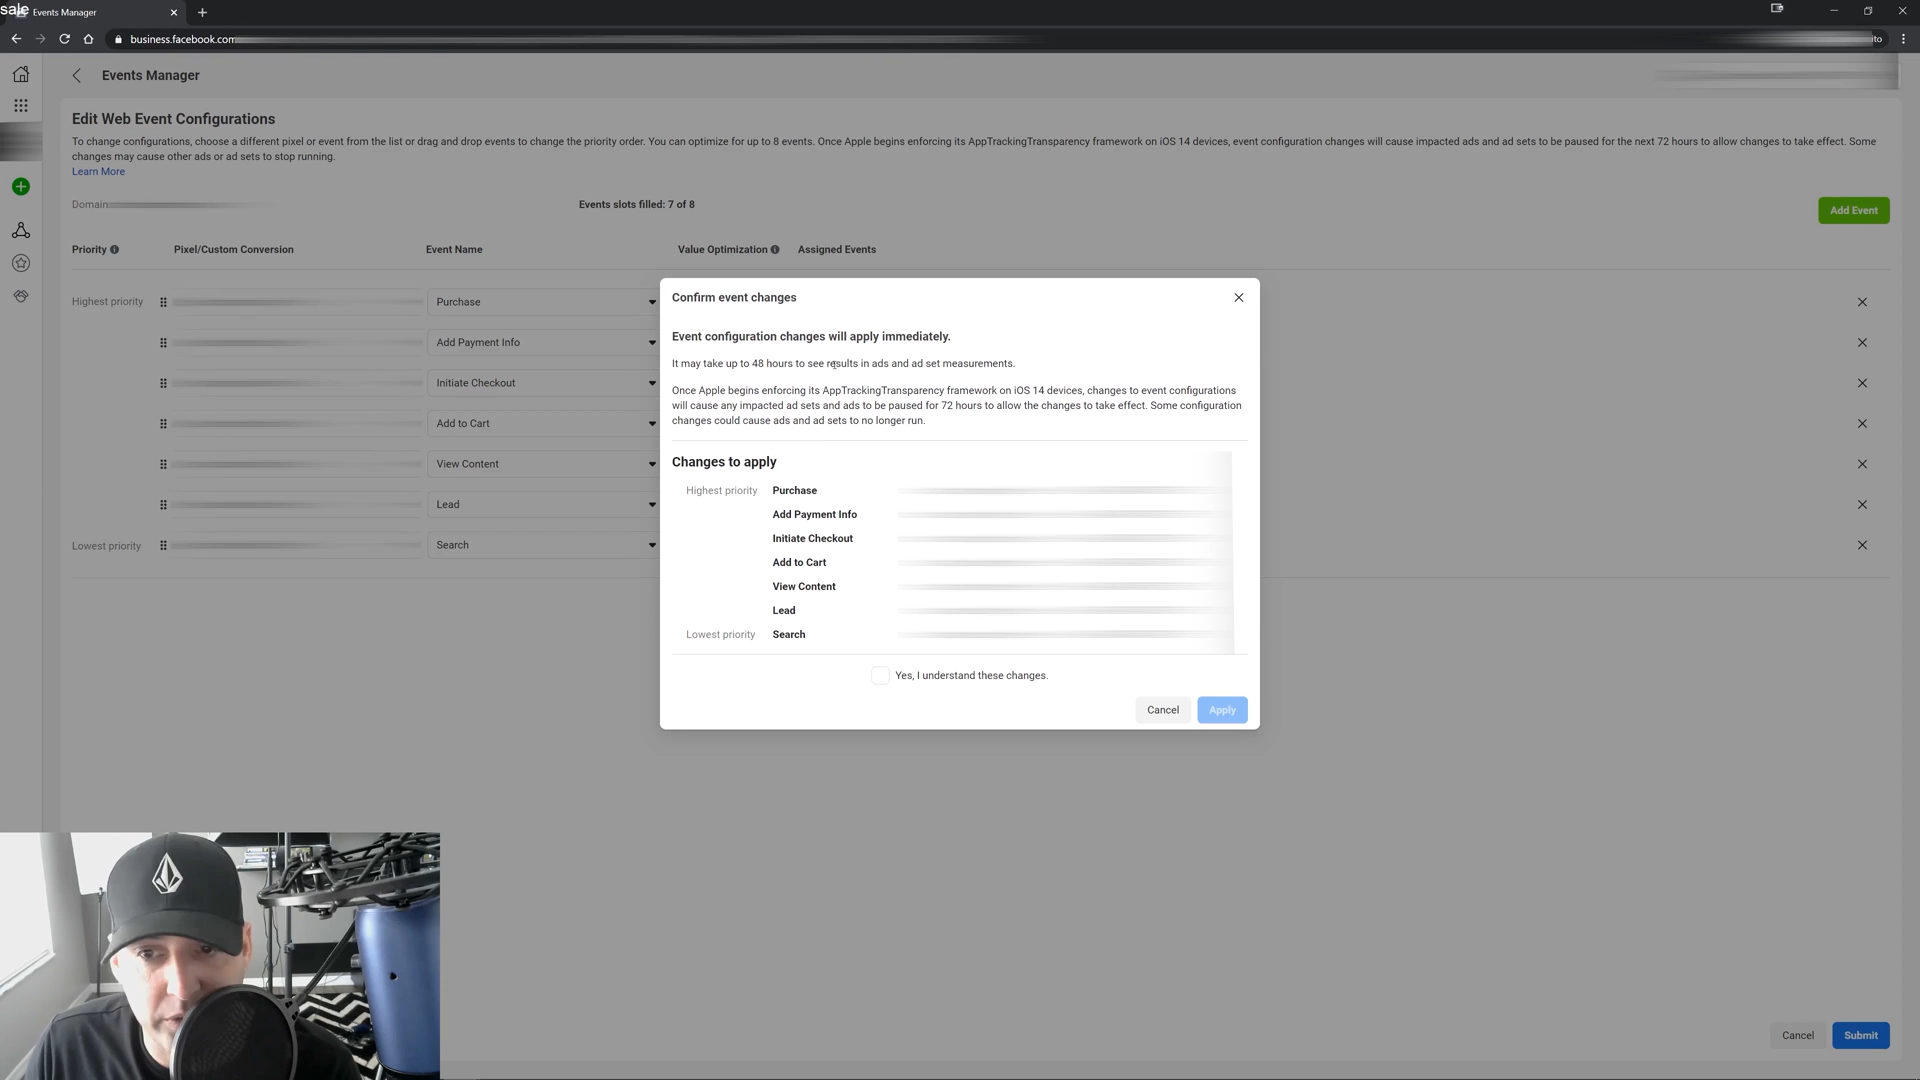 sale
Events Manager
business.facebook.com
ito
Events Manager
Edit Web Event Configurations
To change configurations, choose a different pixel or event from the list or drag and drop events to change the priority order. You can optimize for up to 8 events. Once Apple begins enforcing its AppTrackingTransparency framework on iOS 14 devices, event configuration changes will cause impacted ads and ad sets to be paused for the next 72 hours to allow changes to take effect. Some
changes may cause other ads or ad sets to stop running.
Learn More
Domain:
Events slots filled: 7 of 8
Add Event
Priority
Pixel/Custom Conversion
Event Name
Value Optimization
Assigned Events
Highest priority
Purchase
Add Payment Info
Initiate Checkout
Add to Cart
View Content
Lead
Lowest priority
Search
Confirm event changes
Event configuration changes will apply immediately.
It may take up to 48 hours to see results in ads and ad set measurements.
Once Apple begins enforcing its AppTrackingTransparency framework on iOS 14 devices, changes to event configurations
will cause any impacted ad sets and ads to be paused for 72 hours to allow the changes to take effect. Some configuration
changes could cause ads and ad sets to no longer run.
Changes to apply
Highest priority Purchase
Add Payment Info
Initiate Checkout
Add to Cart
View Content
Lead
Lowest priority Search
Yes, I understand these changes.
Cancel
Apply
Cancel
Submit